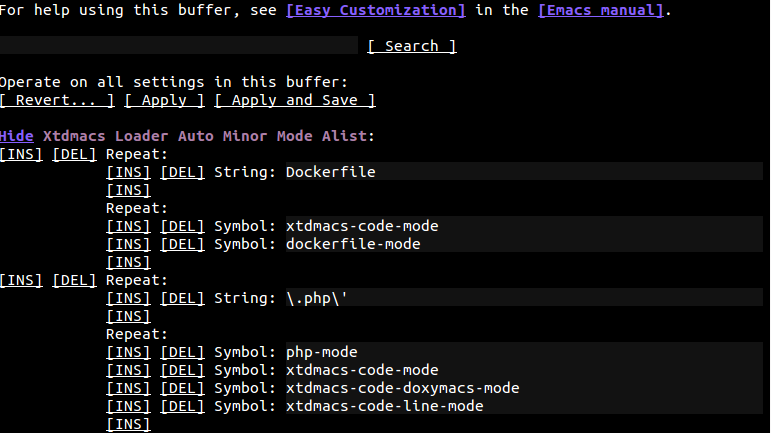 For help using this buffer, see [Easy Customization] in the [Emacs manual].
[ Search ]
Operate on all settings in this buffer:
[ Revert... ] [ Apply ] [ Apply and Save ]
Hide Xtdmacs Loader Auto Minor Mode Alist:
[INS] [DEL] Repeat:
[INS] [DEL] String: Dockerfile
[INS]
Repeat:
[INS] [DEL] Symbol: xtdmacs-code-mode
[INS] [DEL] Symbol: dockerfile-mode
[INS]
[INS] [DEL] Repeat:
[INS] [DEL] String: \.php\'
[INS]
Repeat:
[INS] [DEL] Symbol: php-mode
[INS] [DEL] Symbol: xtdmacs-code-mode
[INS] [DEL] Symbol: xtdmacs-code-doxymacs-mode
[INS] [DEL] Symbol: xtdmacs-code-line-mode
[INS]